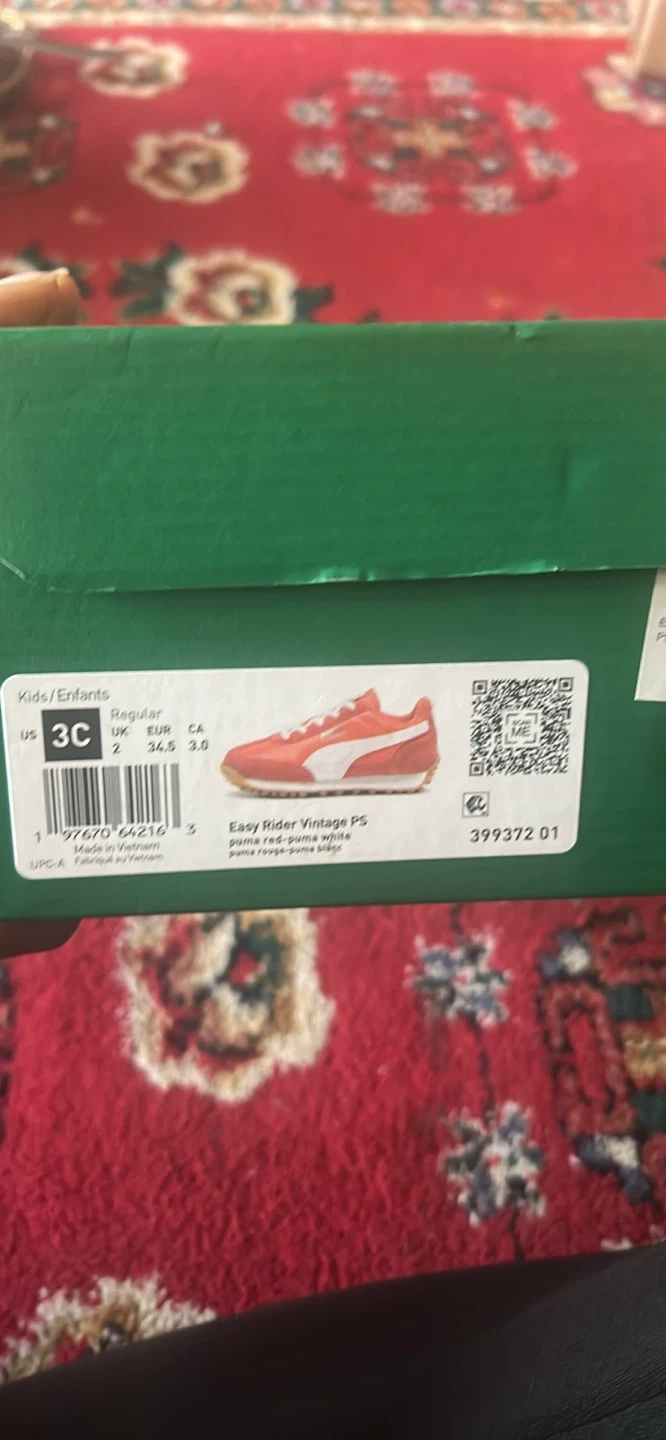 Kids/Enfants
US 3C
Regular
UK EUR CA
2 34.5 3.0
1 97670 64216 3
Made in Vietnam
UPC-A Fabriqué au Vietnam
Easy Rider Vintage PS
puma red-puma white
puma rouge-puma blanc
SCAN
ME
399372 01